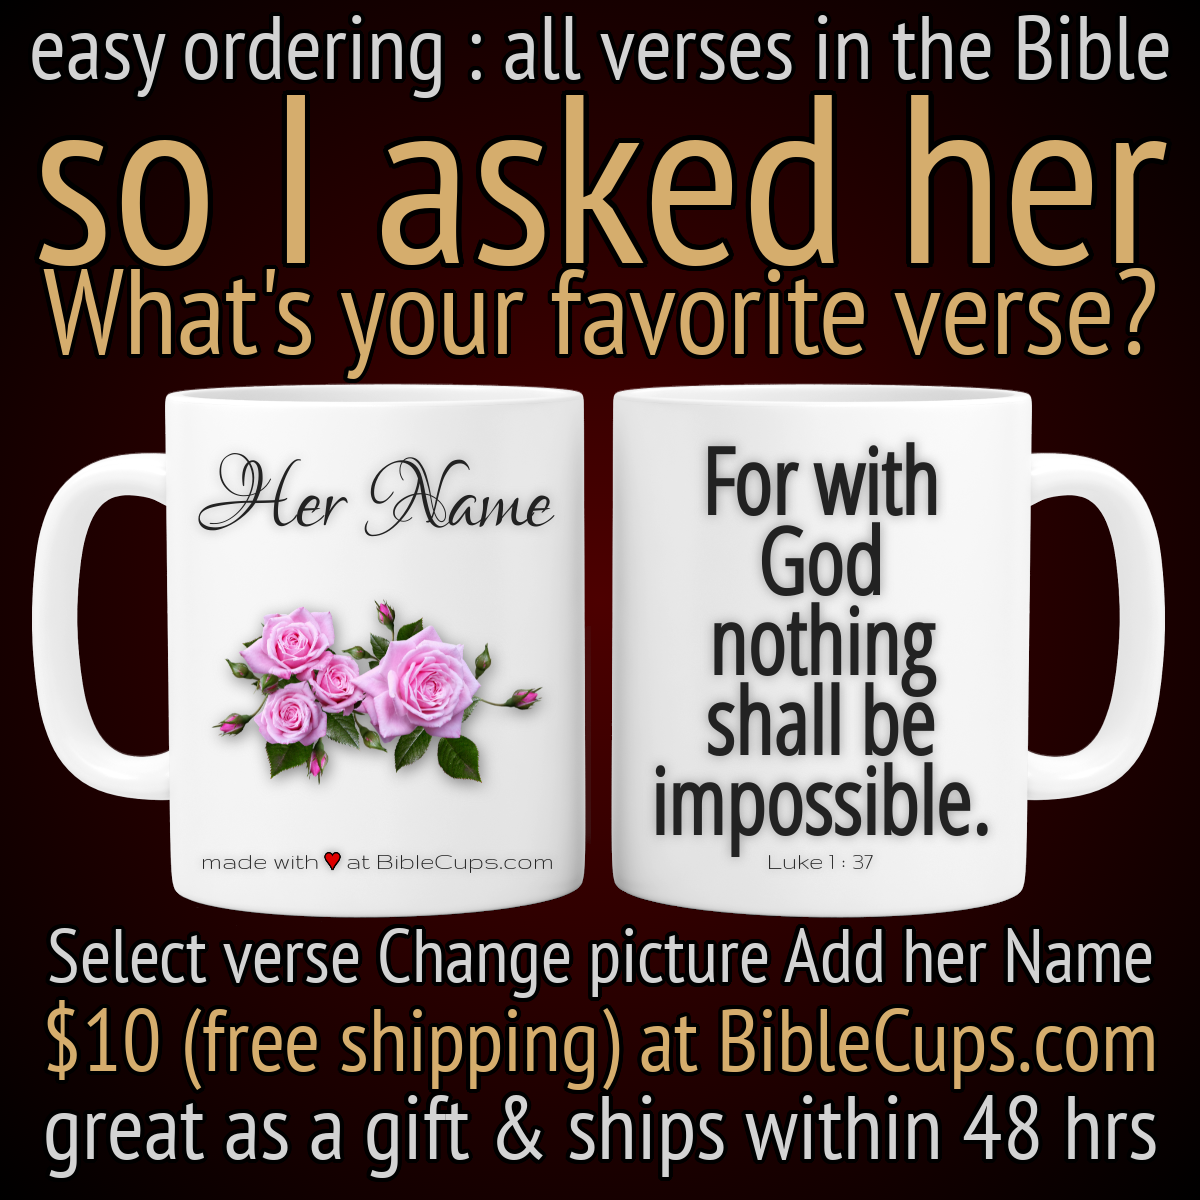 easy ordering : all verses in the Bible
so I asked her
What's your favorite verse?
Her Name
made with ❤ at BibleCups.com
For with
God
nothing
shall be
impossible.
Luke 1 : 37
Select verse Change picture Add her Name
$10 (free shipping) at BibleCups.com
great as a gift & ships within 48 hrs